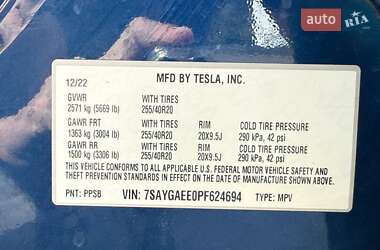 auto RIA
12/22 MFD BY TESLA, INC.
GVWR WITH TIRES
2571 kg (5669 lb) 255/40R20
GAWR FRT WITH TIRES RIM COLD TIRE PRESSURE
1363 kg (3004 lb) 255/40R20 20X9.5J 290 kPa, 42 psi
GAWR RR WITH TIRES RIM COLD TIRE PRESSURE
1500 kg (3306 lb) 255/40R20 20X9.5J 290 kPa, 42 psi
THIS VEHICLE CONFORMS TO ALL APPLICABLE U.S. FEDERAL MOTOR VEHICLE SAFETY
AND THEFT PREVENTION STANDARDS IN EFFECT ON THE DATE OF MANUFACTURE SHOWN ABOVE.
PNT: PPSB VIN: 7SAYGAEE0PF624694 TYPE: MPV